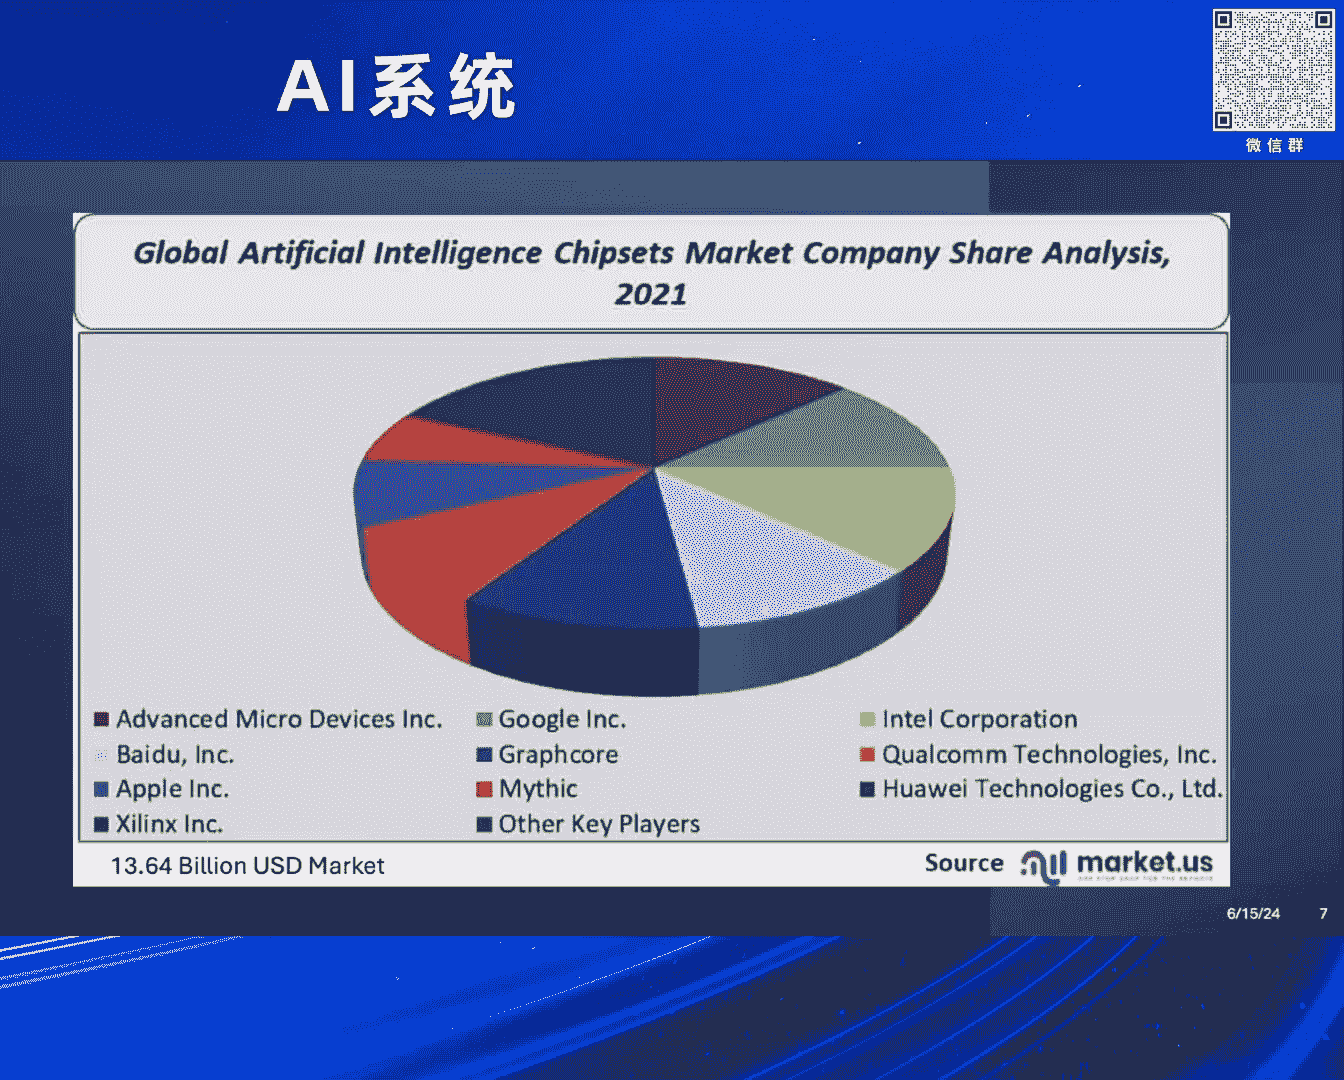 AI系统
微信群
Global Artificial Intelligence Chipsets Market Company Share Analysis,
2021
Advanced Micro Devices Inc.
Google Inc.
Intel Corporation
Baidu, Inc.
Graphcore
Qualcomm Technologies, Inc.
Apple Inc.
Mythic
Huawei Technologies Co., Ltd.
Xilinx Inc.
Other Key Players
13.64 Billion USD Market
Source market.us
6/15/24 7